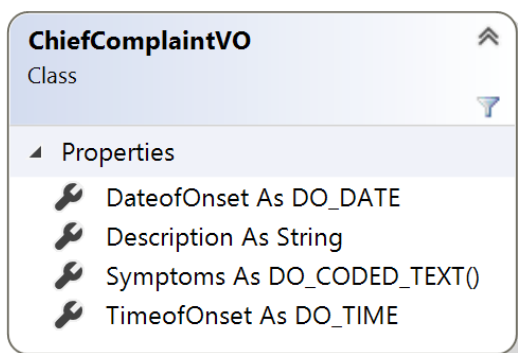 ChiefComplaintVO
Class
Properties
DateofOnset As DO_DATE
Description As String
Symptoms As DO_CODED_TEXT()
TimeofOnset As DO_TIME